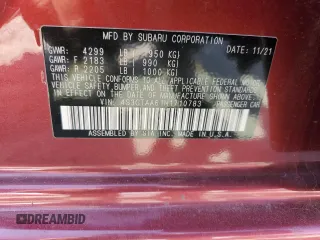 MFD. BY SUBARU CORPORATION DATE: 11/21
GVWR: 4299 LB (1950 KG)
GAWR: F 2183 LB (990 KG)
GAWR: R 2205 LB (1000 KG)
THIS VEHICLE CONFORMS TO ALL APPLICABLE FEDERAL MOTOR
VEHICLE SAFETY, BUMPER AND THEFT PREVENTION STANDARDS
IN EFFECT ON THE DATE OF MANUFACTURE SHOWN ABOVE.
PASSENGER CAR
ASSEMBLED BY SIA, INC. MADE IN U.S.A.
DREAMBID